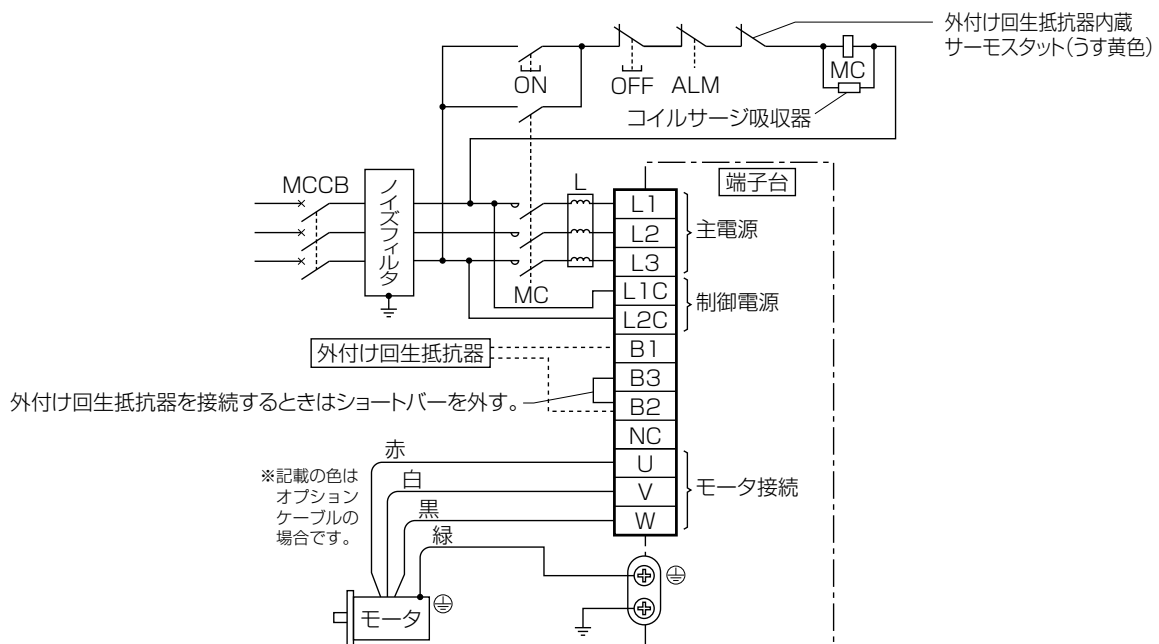 外付け回生抵抗器内蔵
サーモスタット(うす黄色)
ON
OFF
ALM
MC
コイルサージ吸収器
MCCB
ノイズフィルタ
L
MC
端子台
L1
L2
L3
主電源
L1C
L2C
制御電源
B1
B3
B2
NC
外付け回生抵抗器
外付け回生抵抗器を接続するときはショートバーを外す。
U
V
W
モータ接続
赤
白
黒
緑
※記載の色は
オプション
ケーブルの
場合です。
モータ